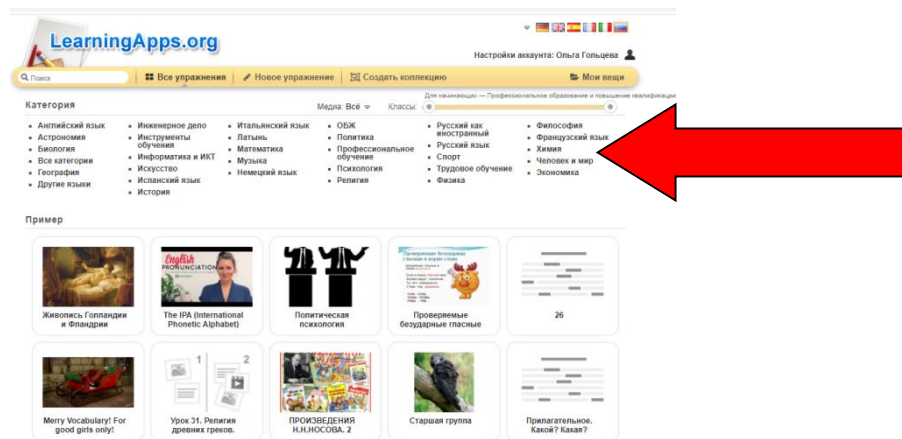 LearningApps.org
Настройки аккаунта: Ольга Гольцева
Поиск
Все упражнения
Новое упражнение
Создать коллекцию
Мои вещи
Для начинающих — Профессиональное образование и повышение квалификации
Категория
Медиа: Всё
Классы:
Английский язык
Астрономия
Биология
Все категории
География
Другие языки
Инженерное дело
Инструменты
обучения
Информатика и ИКТ
Искусство
Испанский язык
История
Итальянский язык
Латынь
Математика
Музыка
Немецкий язык
ОБЖ
Политика
Профессиональное
обучение
Психология
Религия
Русский как
иностранный
Русский язык
Спорт
Трудовое обучение
Физика
Философия
Французский язык
Химия
Человек и мир
Экономика
Пример
Живопись Голландии
и Фландрии
English
PRONUNCIATION
The IPA (International
Phonetic Alphabet)
Политическая
психология
Проверяемые безударные
гласные в корне слова
Проверяемые
безударные гласные
26
Merry Vocabulary! For
good girls only!
1
2
Урок 31. Религия
древних греков.
ПРОИЗВЕДЕНИЯ
Н.Н.НОСОВА. 2
Старшая группа
Прилагательное.
Какой? Какая?